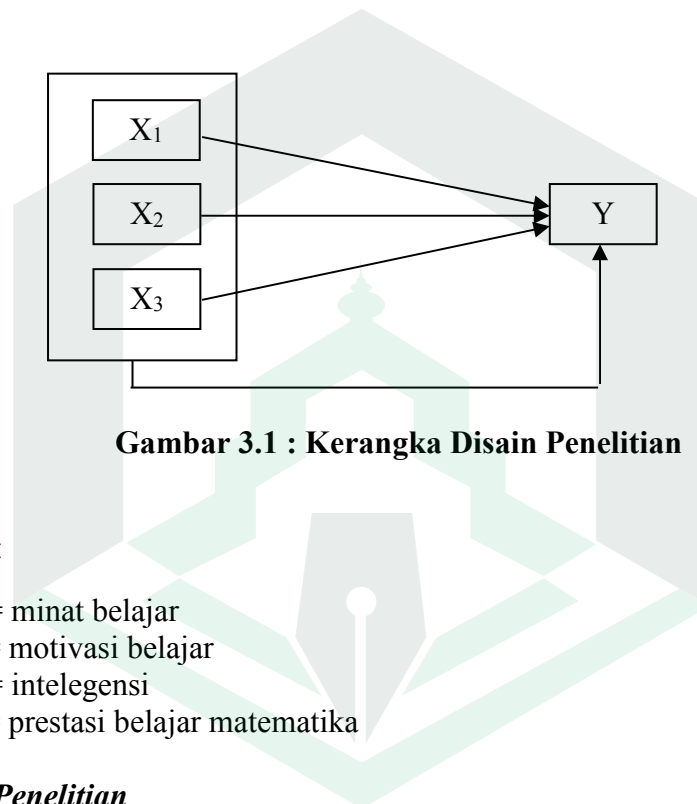 X₁
X₂
Y
X₃
Gambar 3.1 : Kerangka Disain Penelitian
:
= minat belajar
= motivasi belajar
= intelegensi
prestasi belajar matematika
Penelitian